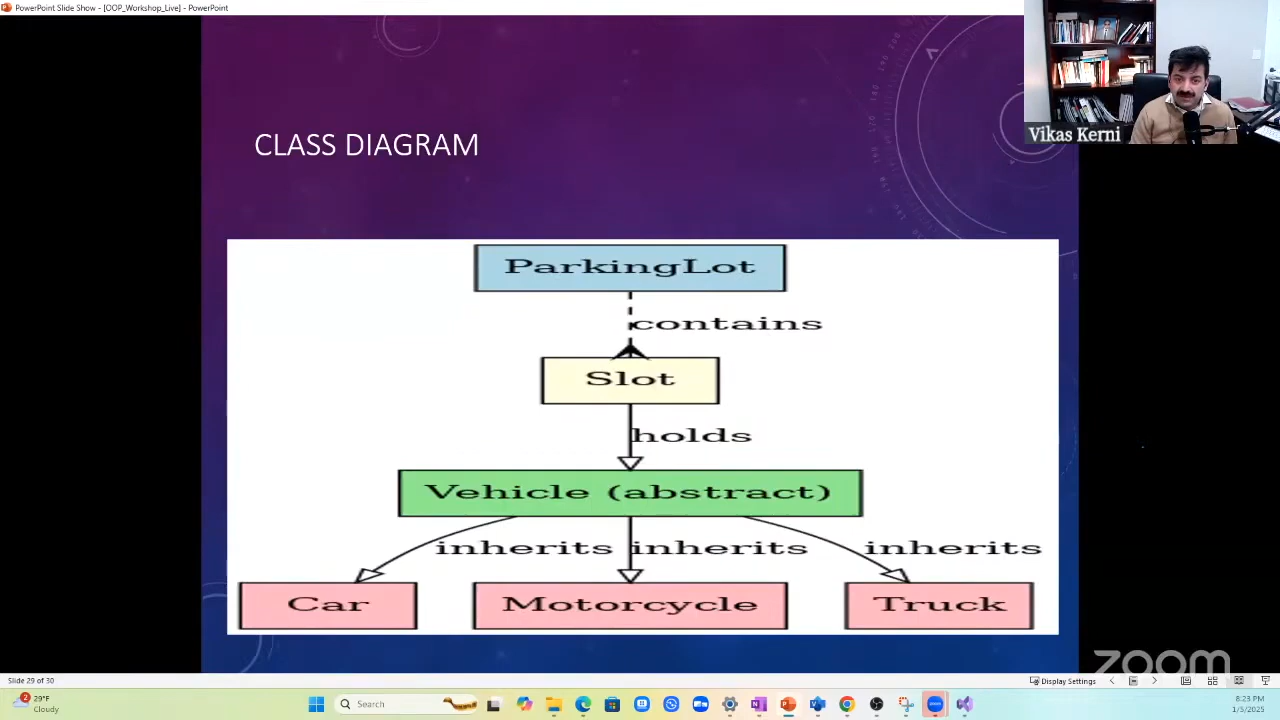 PowerPoint Slide Show - [OOP_Workshop_Live] - PowerPoint
Vikas Kerni
CLASS DIAGRAM
ParkingLot
contains
Slot
holds
Vehicle (abstract)
inherits inherits inherits
Car Motorcycle Truck
zoom
Slide 29 of 30
Display Settings
2
29°F
Cloudy
Search
8:23 PM
1/5/2025